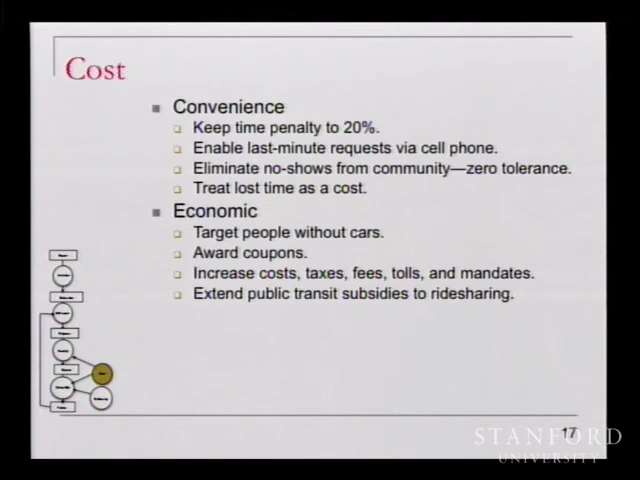 Cost
Convenience
Keep time penalty to 20%.
Enable last-minute requests via cell phone.
Eliminate no-shows from community—zero tolerance.
Treat lost time as a cost.
Economic
Target people without cars.
Award coupons.
Increase costs, taxes, fees, tolls, and mandates.
Extend public transit subsidies to ridesharing.
17
STANFORD
UNIVERSITY